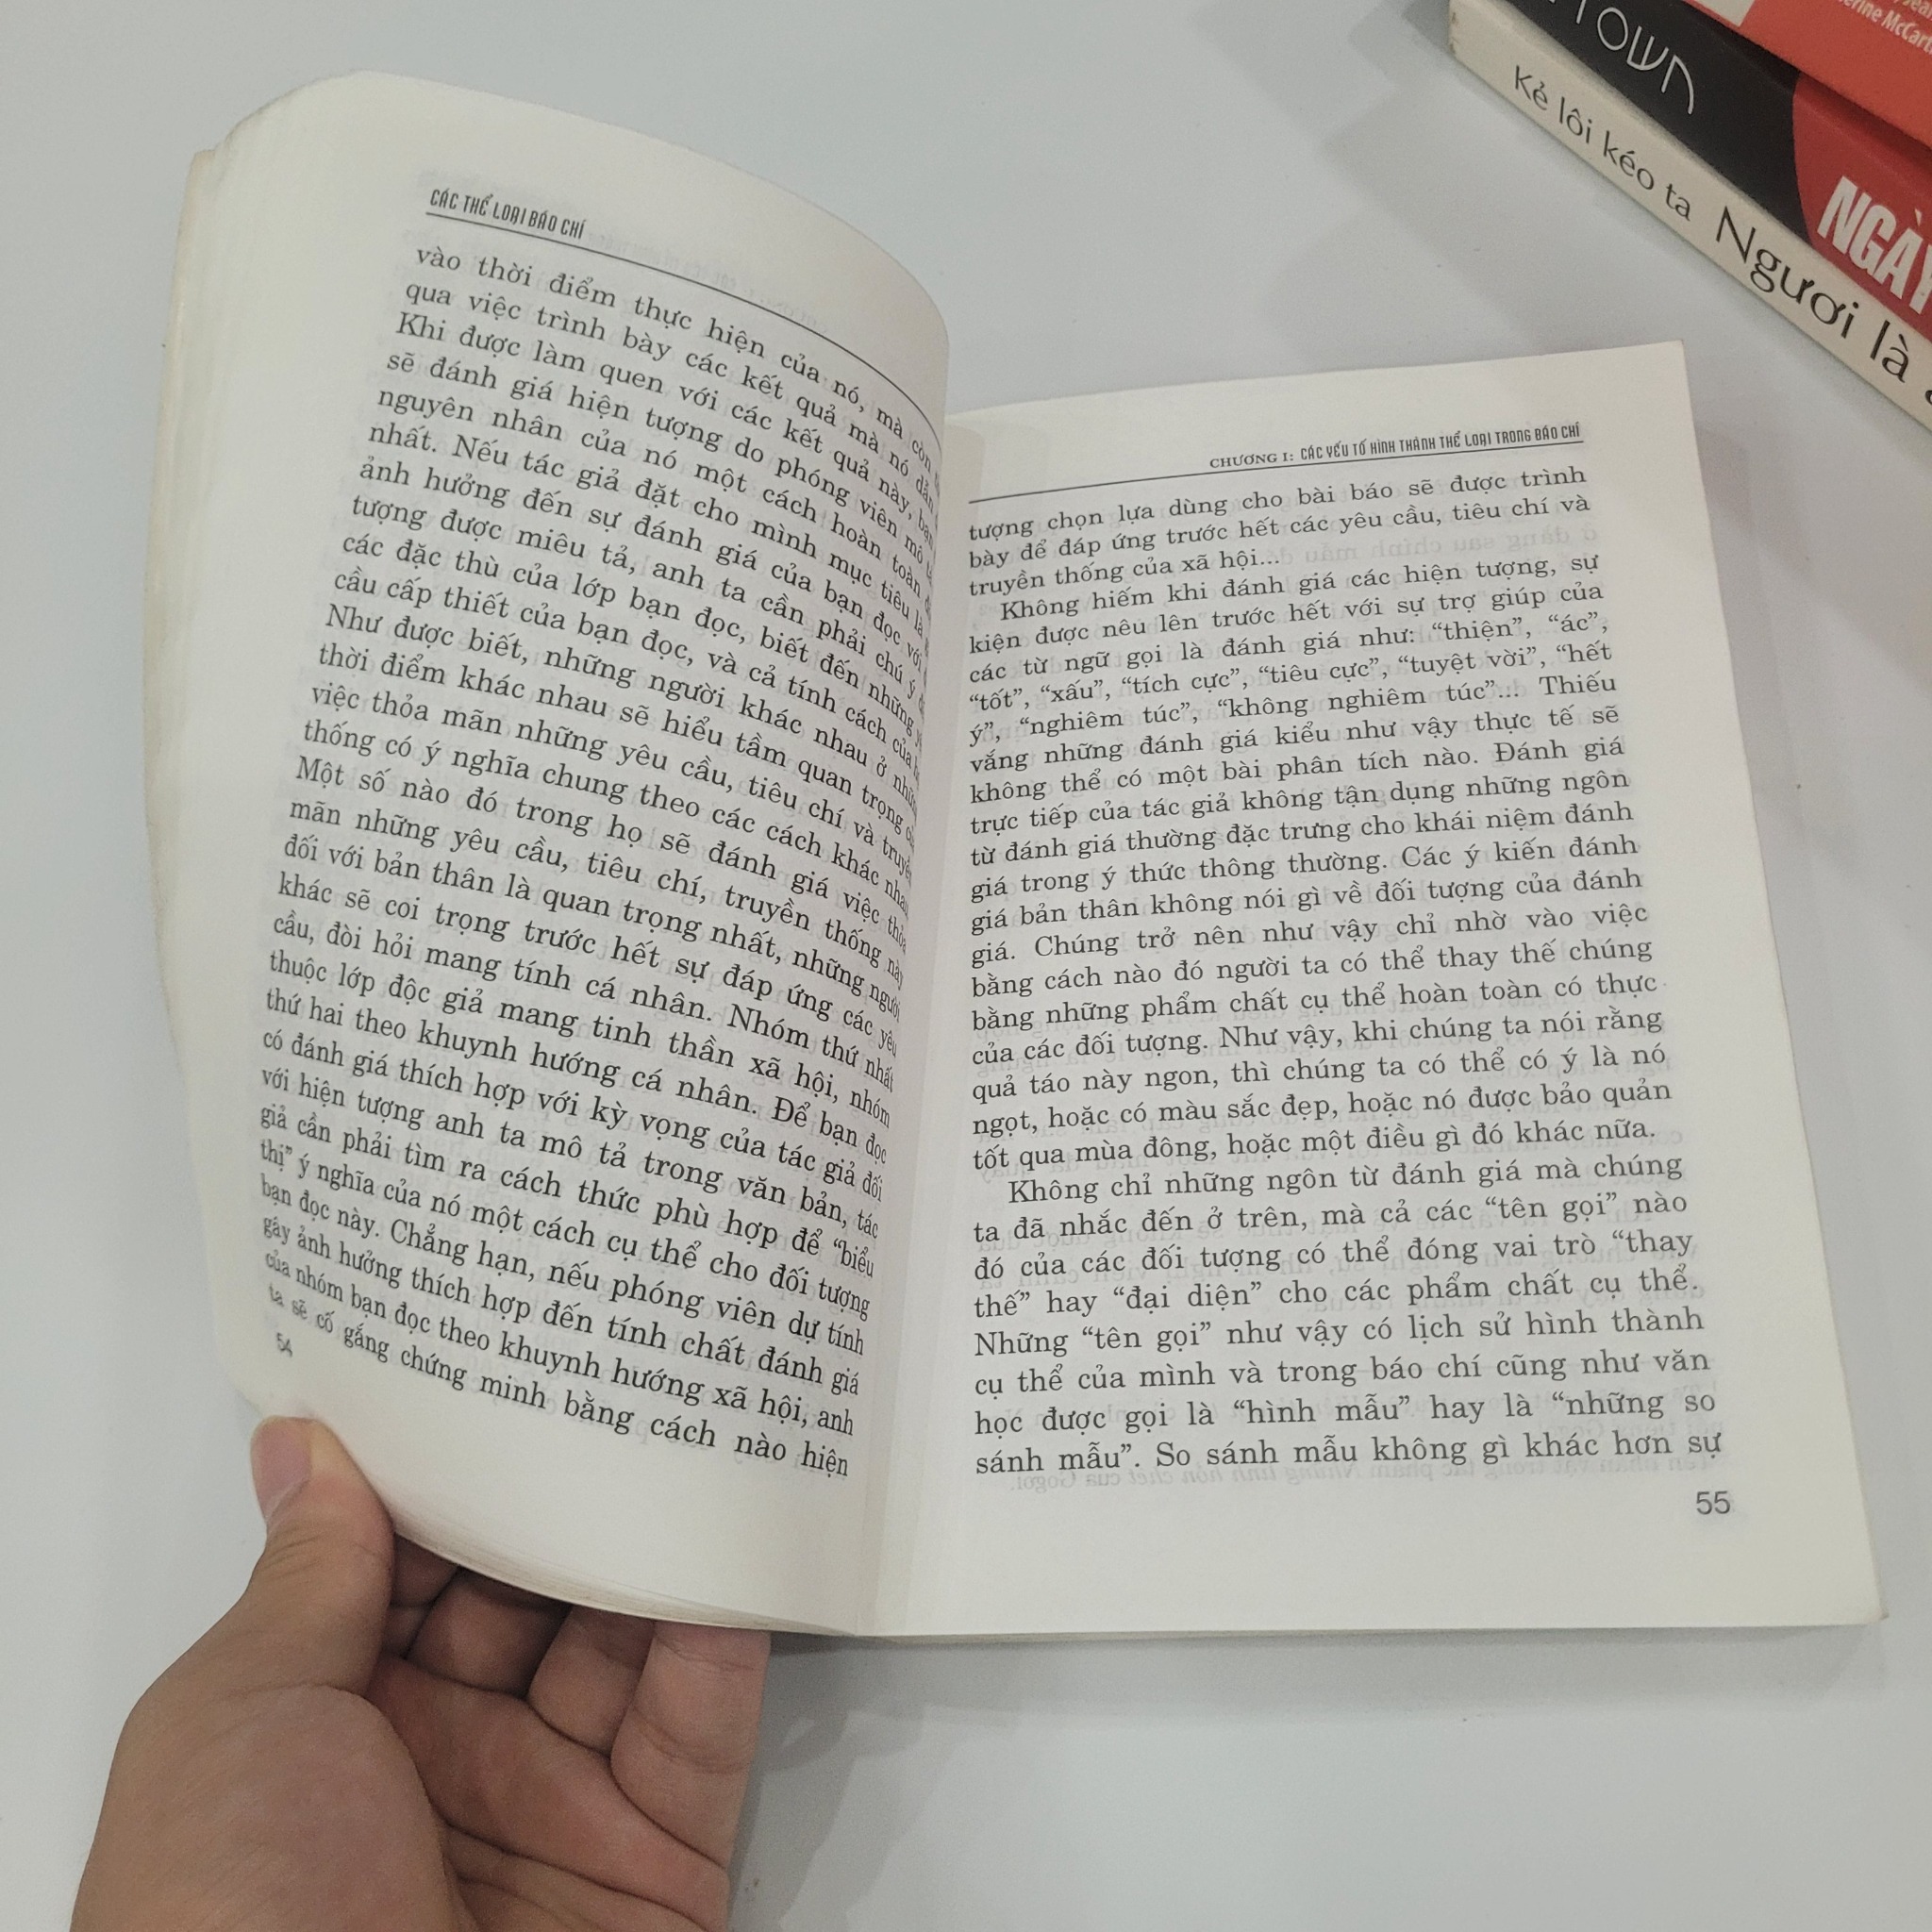 CÁC THỂ LOẠI BÁO CHÍ
vào thời điểm thực hiện của nó, mà còn
qua việc trình bày các kết quả mà nó dẫn
Khi được làm quen với các kết quả này, bạn
sẽ đánh giá hiện tượng do phóng viên mô
nguyên nhân của nó một cách hoàn toàn
nhất. Nếu tác giả đặt cho mình mục tiêu là
ảnh hưởng đến sự đánh giá của bạn đọc với
tượng được miêu tả, anh ta cần phải chú ý
các đặc thù của lớp bạn đọc, biết đến những
cầu cấp thiết của bạn đọc, và cả tính cách của
Như được biết, những người khác nhau ở những
thời điểm khác nhau sẽ hiểu tầm quan trọng
việc thỏa mãn những yêu cầu, tiêu chí và truyền
thống có ý nghĩa chung theo các cách khác nhau
Một số nào đó trong họ sẽ đánh giá việc thỏa
mãn những yêu cầu, tiêu chí, truyền thống này
đối với bản thân là quan trọng nhất, những người
khác sẽ coi trọng trước hết sự đáp ứng các yêu
cầu, đòi hỏi mang tính cá nhân. Nhóm thứ nhất
thuộc lớp độc giả mang tinh thần xã hội, nhóm
thứ hai theo khuynh hướng cá nhân. Để bạn đọc
có đánh giá thích hợp với kỳ vọng của tác giả đối
với hiện tượng anh ta mô tả trong văn bản, tác
giả cần phải tìm ra cách thức phù hợp để “biểu
thị” ý nghĩa của nó một cách cụ thể cho đối tượng
bạn đọc này. Chẳng hạn, nếu phóng viên dự tính
gây ảnh hưởng thích hợp đến tính chất đánh giá
của nhóm bạn đọc theo khuynh hướng xã hội, anh
ta sẽ cố gắng chứng minh bằng cách nào hiện
54
CHƯƠNG I: CÁC YẾU TỐ HÌNH THÀNH THỂ LOẠI TRONG BÁO CHÍ
tượng chọn lựa dùng cho bài báo sẽ được trình
bày để đáp ứng trước hết các yêu cầu, tiêu chí và
truyền thống của xã hội...
Không hiếm khi đánh giá các hiện tượng, sự
kiện được nêu lên trước hết với sự trợ giúp của
các từ ngữ gọi là đánh giá như: “thiện”, “ác”,
“tốt”, “xấu”, “tích cực”, “tiêu cực”, “tuyệt vời”, “hết
ý”, “nghiêm túc”, “không nghiêm túc”... Thiếu
vắng những đánh giá kiểu như vậy thực tế sẽ
không thể có một bài phân tích nào. Đánh giá
trực tiếp của tác giả không tận dụng những ngôn
từ đánh giá thường đặc trưng cho khái niệm đánh
giá trong ý thức thông thường. Các ý kiến đánh
giá bản thân không nói gì về đối tượng của đánh
giá. Chúng trở nên như vậy chỉ nhờ vào việc
bằng cách nào đó người ta có thể thay thế chúng
bằng những phẩm chất cụ thể hoàn toàn có thực
của các đối tượng. Như vậy, khi chúng ta nói rằng
quả táo này ngon, thì chúng ta có thể có ý là nó
ngọt, hoặc có màu sắc đẹp, hoặc nó được bảo quản
tốt qua mùa đông, hoặc một điều gì đó khác nữa.
Không chỉ những ngôn từ đánh giá mà chúng
ta đã nhắc đến ở trên, mà cả các “tên gọi” nào
đó của các đối tượng có thể đóng vai trò “thay
thế” hay “đại diện” cho các phẩm chất cụ thể.
Những “tên gọi” như vậy có lịch sử hình thành
cụ thể của mình và trong báo chí cũng như văn
học được gọi là “hình mẫu” hay là “những so
sánh mẫu”. So sánh mẫu không gì khác hơn sự
55
TOWN
NGÀY
Kẻ lôi kéo ta Ngươi là